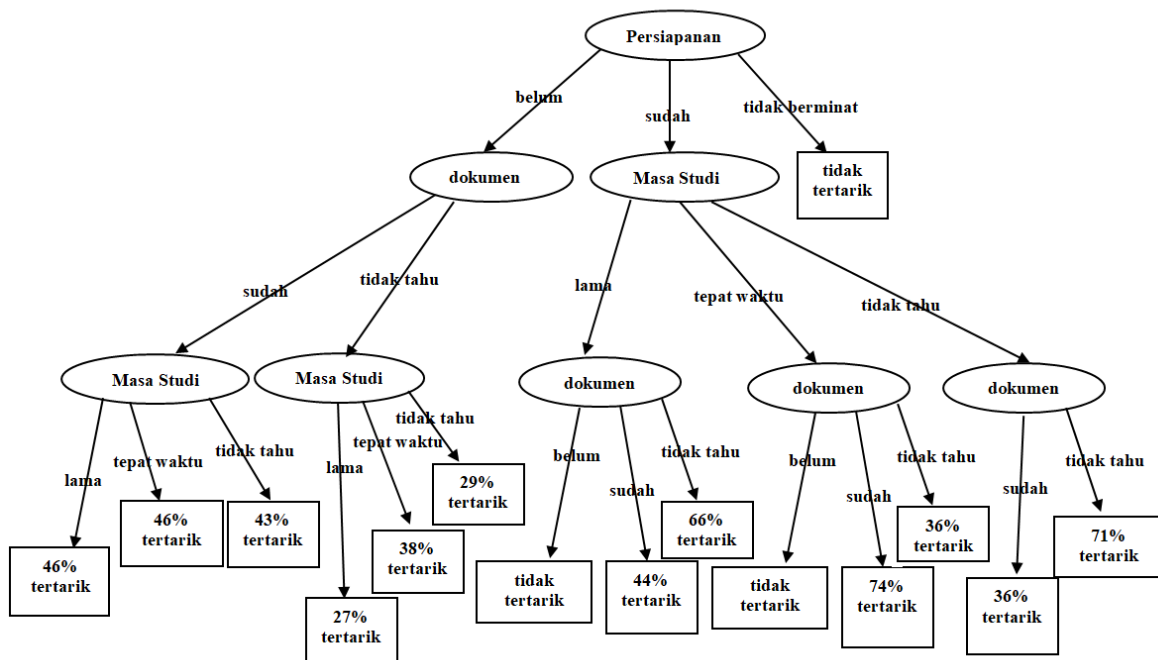 Persiapanan
belum
sudah
tidak berminat
dokumen
Masa Studi
tidak
tertarik
sudah
tidak tahu
lama
tepat waktu
tidak tahu
Masa Studi
Masa Studi
dokumen
dokumen
dokumen
lama
tepat waktu
tidak tahu
lama
tepat waktu
tidak tahu
belum
sudah
tidak tahu
belum
sudah
tidak tahu
sudah
tidak tahu
46%
tertarik
46%
tertarik
43%
tertarik
27%
tertarik
38%
tertarik
29%
tertarik
tidak
tertarik
44%
tertarik
66%
tertarik
tidak
tertarik
74%
tertarik
36%
tertarik
36%
tertarik
71%
tertarik